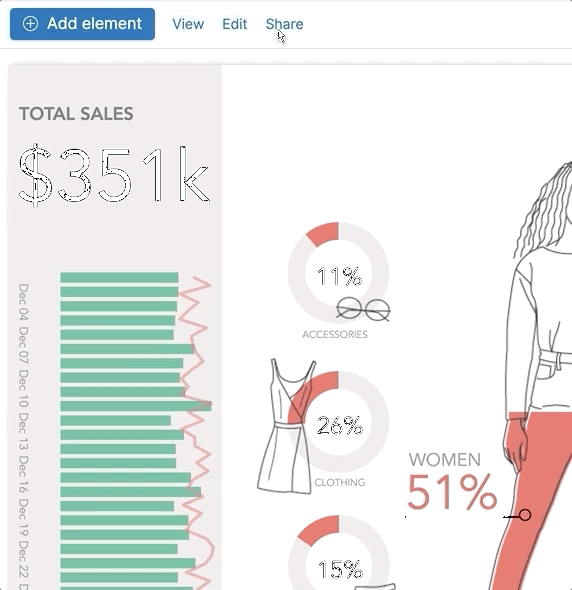 Add element View Edit Share
TOTAL SALES
$351k
Dec 04 Dec 07 Dec 10 Dec 13 Dec 16 Dec 19 Dec 22
11%
ACCESSORIES
26%
CLOTHING
WOMEN
51%
15%